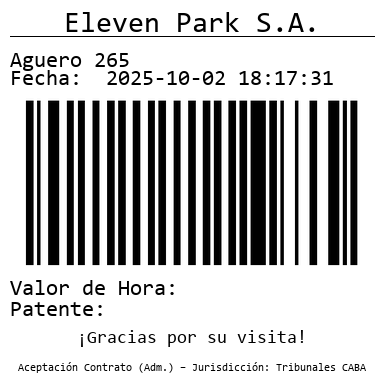 Eleven Park S.A.
Aguero 265
Fecha:  2025-10-02 18:17:31
Valor de Hora:
Patente:
¡Gracias por su visita!
Aceptación Contrato (Adm.) – Jurisdicción: Tribunales CABA